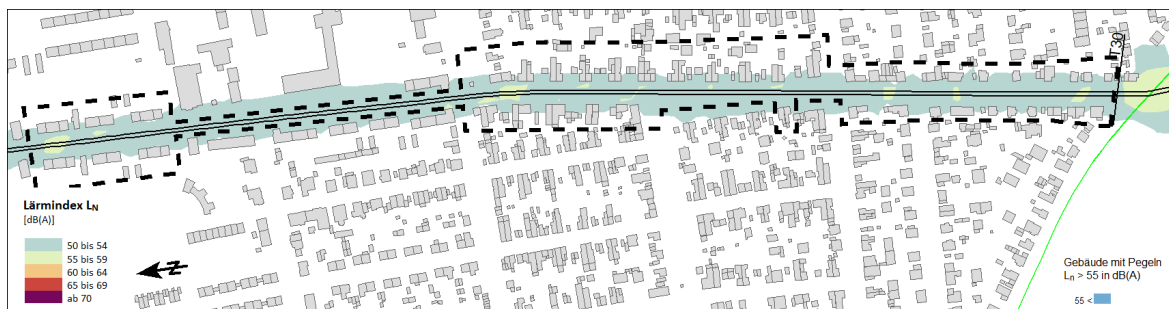 T 30
Lärmindex LN
[dB(A)]
50 bis 54
55 bis 59
60 bis 64
65 bis 69
ab 70
N
Gebäude mit Pegeln
Ln > 55 in dB(A)
55 <